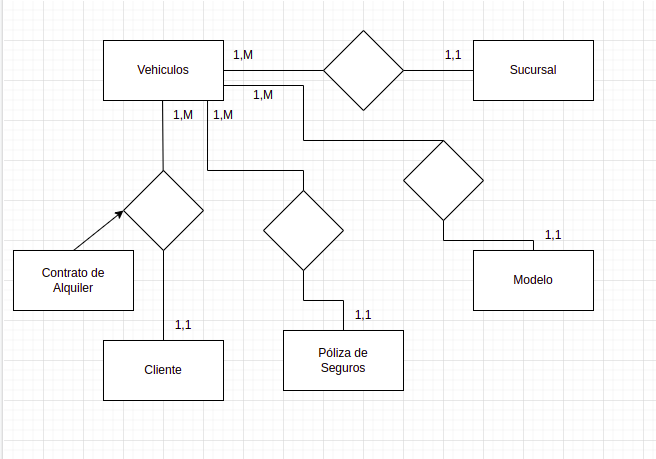 1,M
1,1
Vehiculos
Sucursal
1,M
1,M
1,M
1,1
Contrato de
Alquiler
Modelo
1,1
1,1
Póliza de
Seguros
Cliente